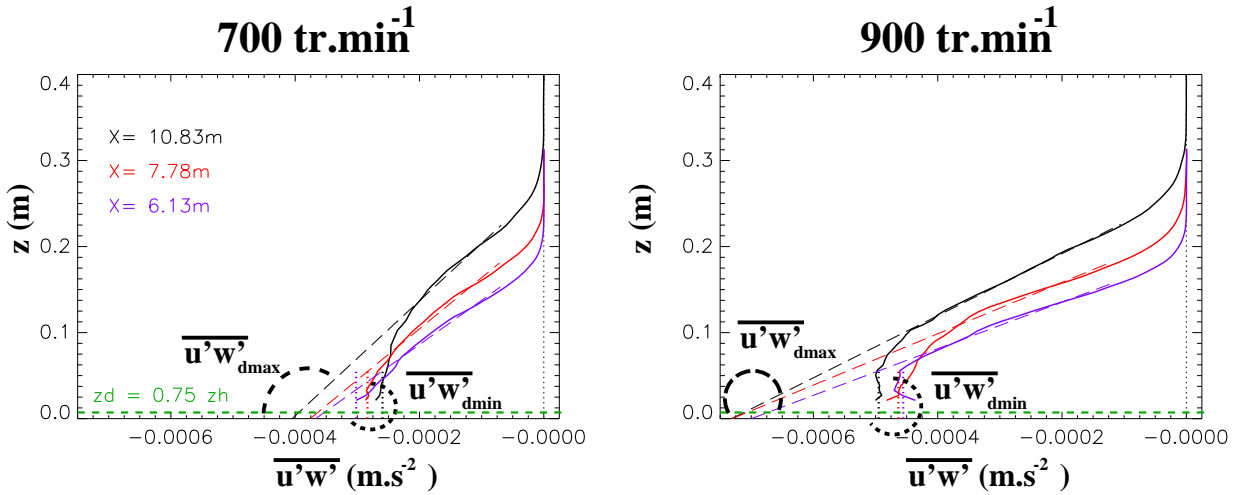 700 tr.min-1
0.4
0.3
0.2
0.1
0.0
z (m)
X= 10.83m
X= 7.78m
X= 6.13m
u'w'dmax
u'w'dmin
zd = 0.75 zh
-0.0006
-0.0004
-0.0002
-0.0000
u'w' (m.s-2 )
900 tr.min-1
0.4
0.3
0.2
0.1
0.0
z (m)
u'w'dmax
u'w'dmin
-0.0006
-0.0004
-0.0002
-0.0000
u'w' (m.s-2 )